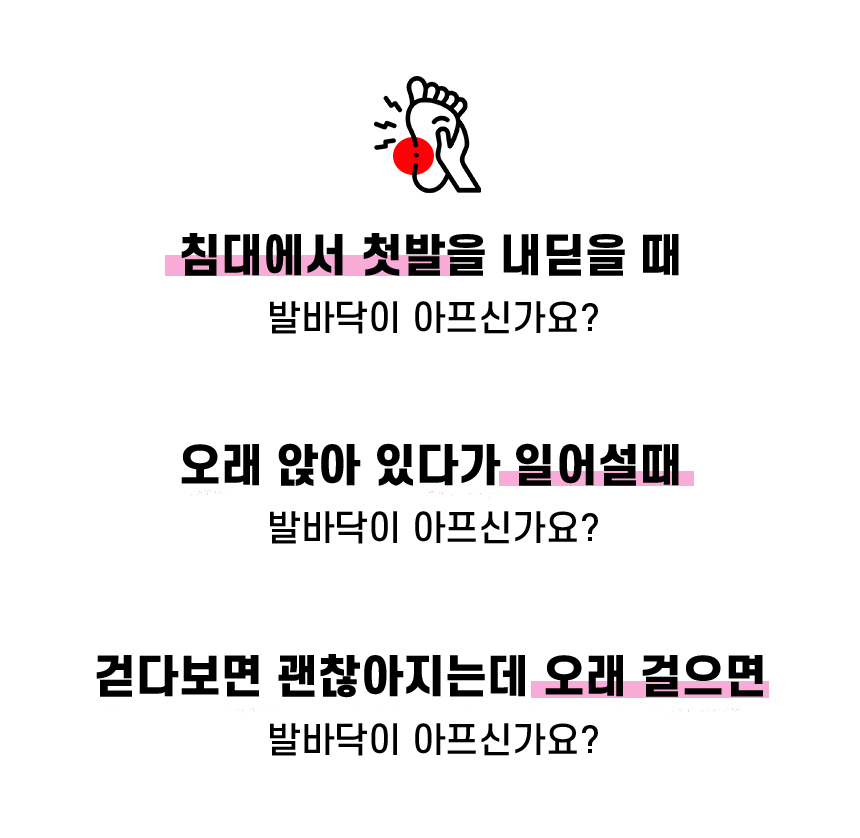 침대에서 첫발을 내딛을 때
발바닥이 아프신가요?
오래 앉아 있다가 일어설때
발바닥이 아프신가요?
걷다보면 괜찮아지는데 오래 걸으면
발바닥이 아프신가요?